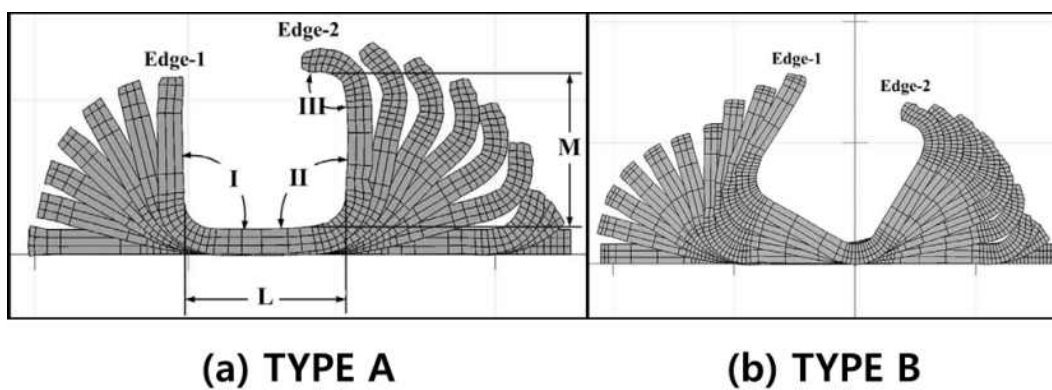 Edge-1
Edge-2
III
I
II
M
L
Edge-1
Edge-2
(a) TYPE A
(b) TYPE B